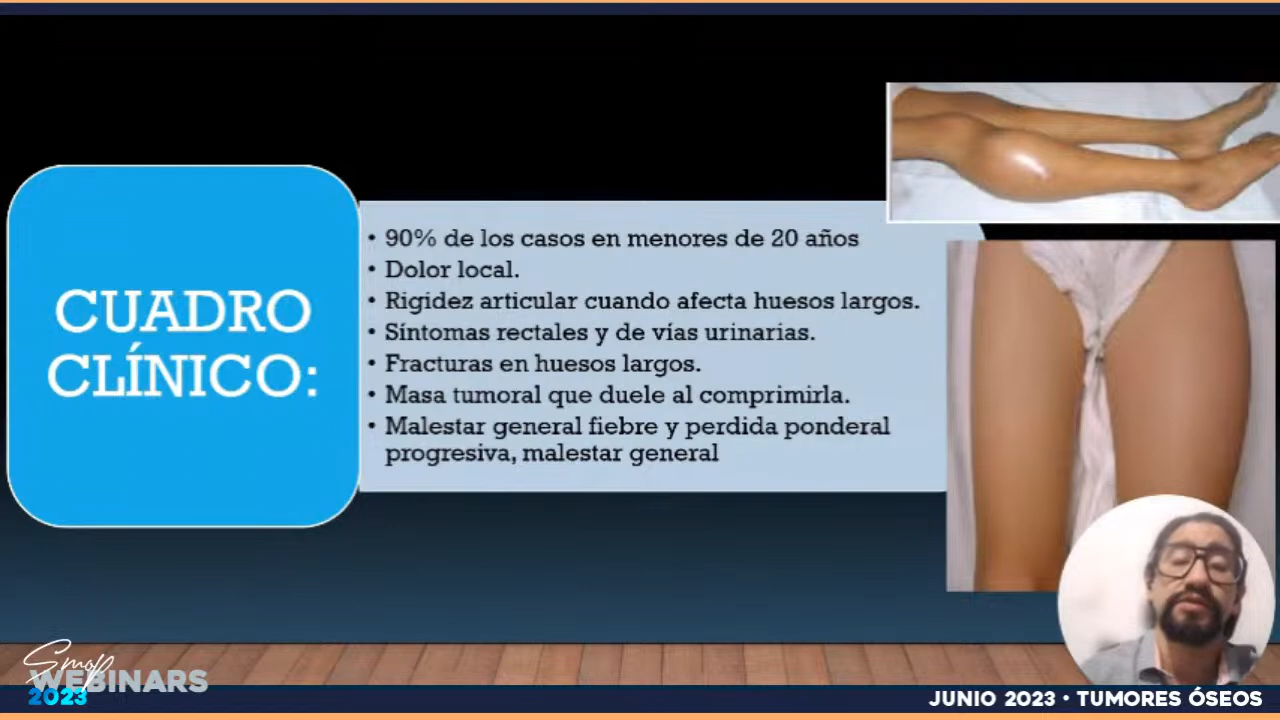 CUADRO
CLÍNICO:
• 90% de los casos en menores de 20 años
• Dolor local.
• Rigidez articular cuando afecta huesos largos.
• Síntomas rectales y de vías urinarias.
• Fracturas en huesos largos.
• Masa tumoral que duele al comprimirla.
• Malestar general fiebre y perdida ponderal
progresiva, malestar general
Smop
WEBINARS
2023
JUNIO 2023 • TUMORES ÓSEOS